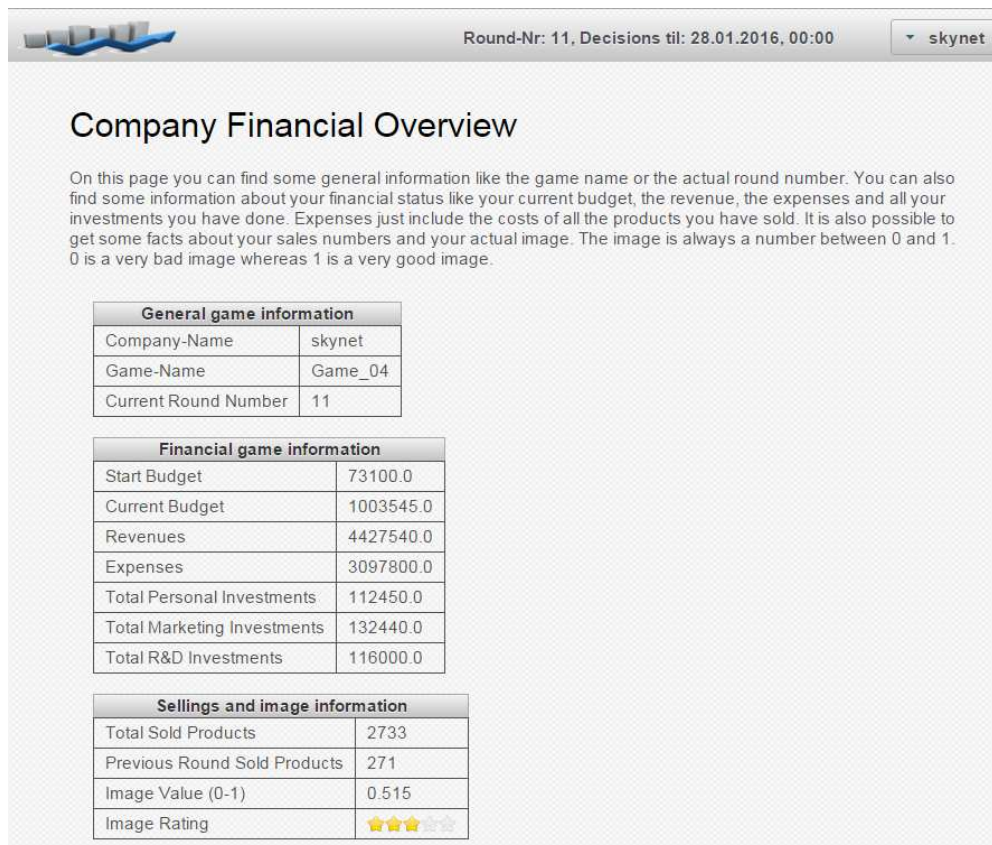 Round-Nr: 11, Decisions til: 28.01.2016, 00:00
skynet
Company Financial Overview
On this page you can find some general information like the game name or the actual round number. You can also
find some information about your financial status like your current budget, the revenue, the expenses and all your
investments you have done. Expenses just include the costs of all the products you have sold. It is also possible to
get some facts about your sales numbers and your actual image. The image is always a number between 0 and 1.
0 is a very bad image whereas 1 is a very good image.
General game information
Company-Name skynet
Game-Name Game_04
Current Round Number 11
Financial game information
Start Budget 73100.0
Current Budget 1003545.0
Revenues 4427540.0
Expenses 3097800.0
Total Personal Investments 112450.0
Total Marketing Investments 132440.0
Total R&D Investments 116000.0
Sellings and image information
Total Sold Products 2733
Previous Round Sold Products 271
Image Value (0-1) 0.515
Image Rating